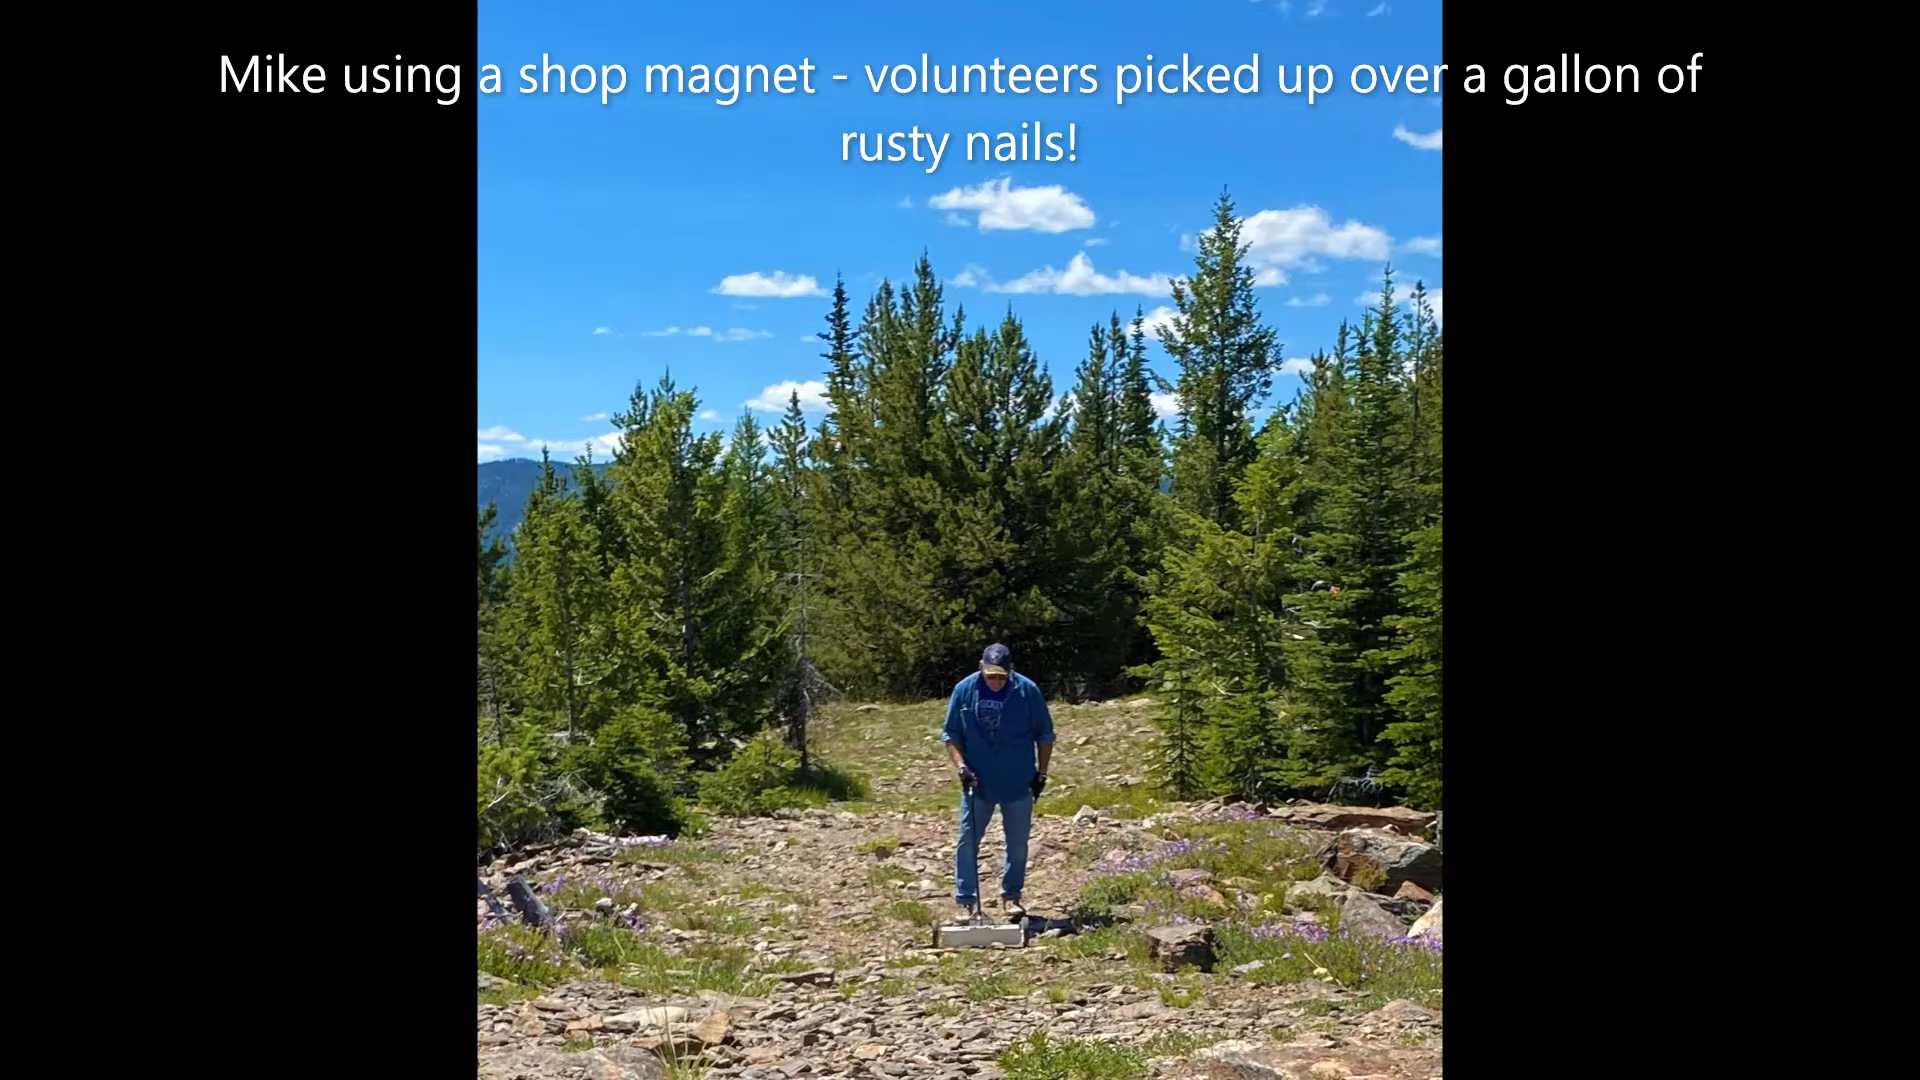 Mike using a shop magnet - volunteers picked up over a gallon of
rusty nails!